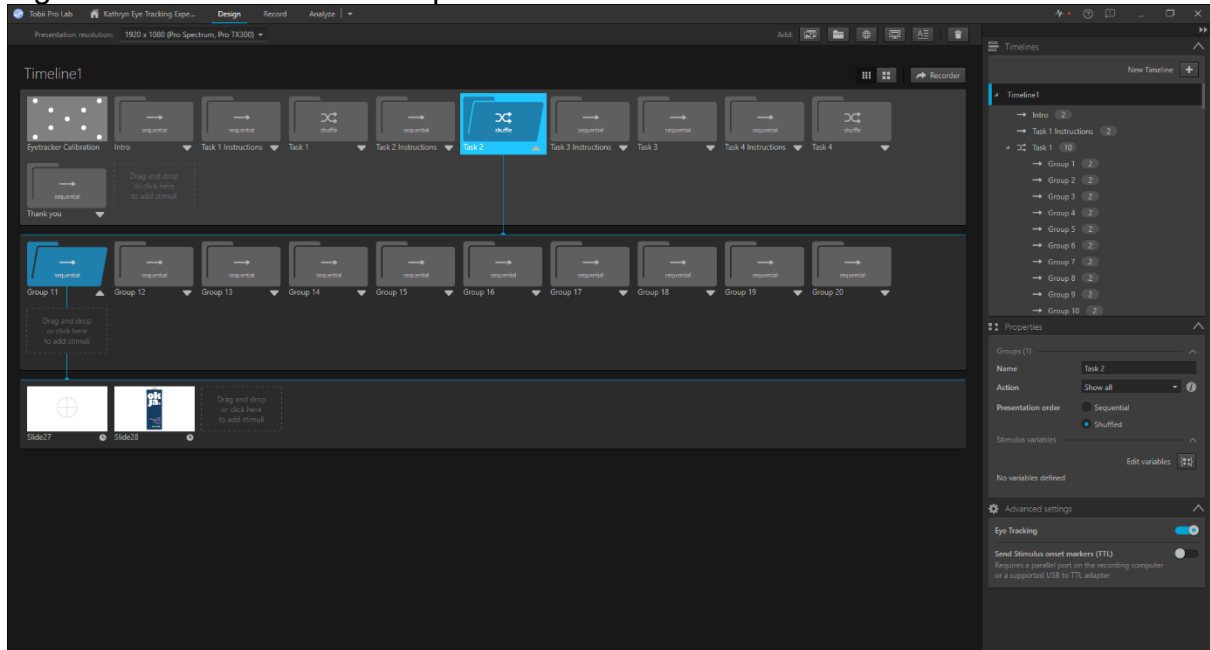 Tobii Pro Lab Kathryn Eye Tracking Expe... Design Record Analyze
Presentation resolution: 1920 x 1080 (Pro Spectrum, Pro TX300) Add:
Timeline1 Recorder
sequential sequential shuffle sequential shuffle sequential sequential sequential shuffle
Eyetracker Calibration Intro Task 1 Instructions Task 1 Task 2 Instructions Task 2 Task 3 Instructions Task 3 Task 4 Instructions Task 4
sequential
Drag and drop
or click here
to add stimuli
Thank you
sequential sequential sequential sequential sequential sequential sequential sequential sequential sequential
Group 11 Group 12 Group 13 Group 14 Group 15 Group 16 Group 17 Group 18 Group 19 Group 20
Drag and drop
or click here
to add stimuli
ok
ja.
Drag and drop
or click here
to add stimuli
Slide27 Slide28
Timelines
New Timeline +
Timeline1
Intro 2
Task 1 Instructions 2
Task 1 10
Group 1 2
Group 2 2
Group 3 2
Group 4 2
Group 5 2
Group 6 2
Group 7 2
Group 8 2
Group 9 2
Group 10 2
Properties
Groups (1)
Name Task 2
Action Show all
Presentation order Sequential
Shuffled
Stimulus variables
Edit variables
No variables defined
Advanced settings
Eye Tracking
Send Stimulus onset markers (TTL)
Requires a parallel port on the recording computer
or a supported USB to TTL adapter